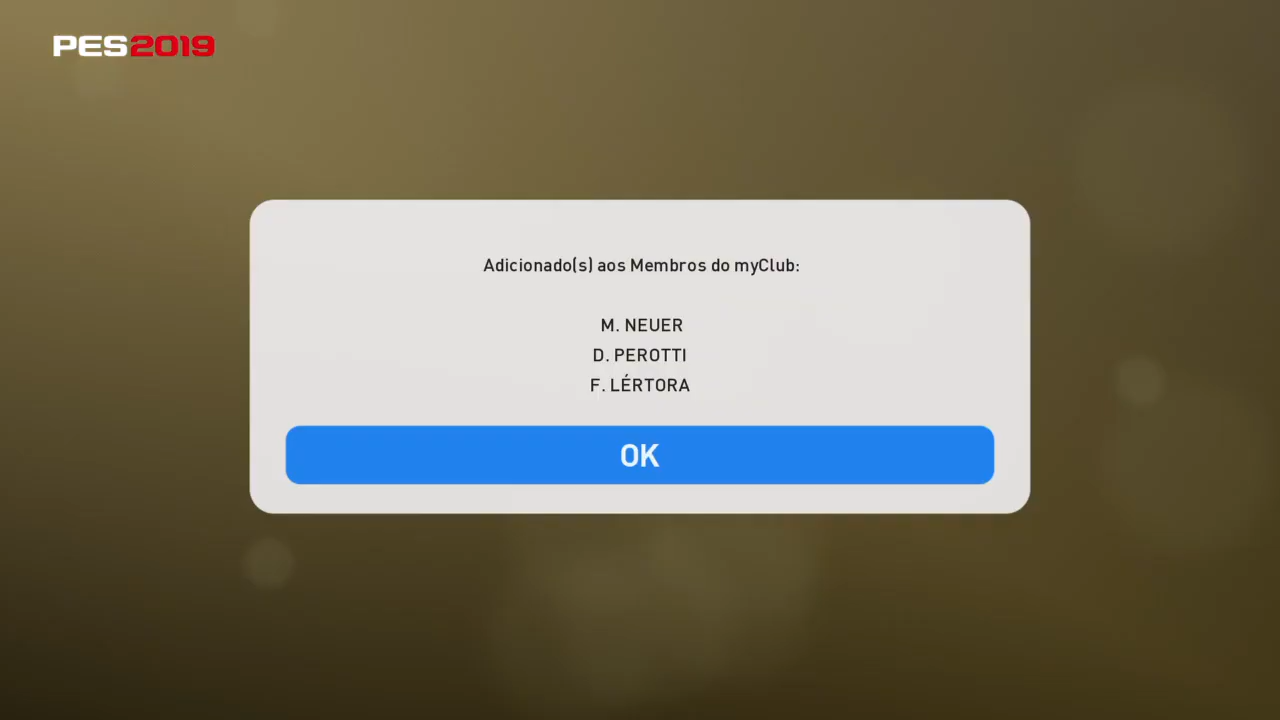 PES2019
Adicionado(s) aos Membros do myClub:
M. NEUER
D. PEROTTI
F. LÉRTORA
OK